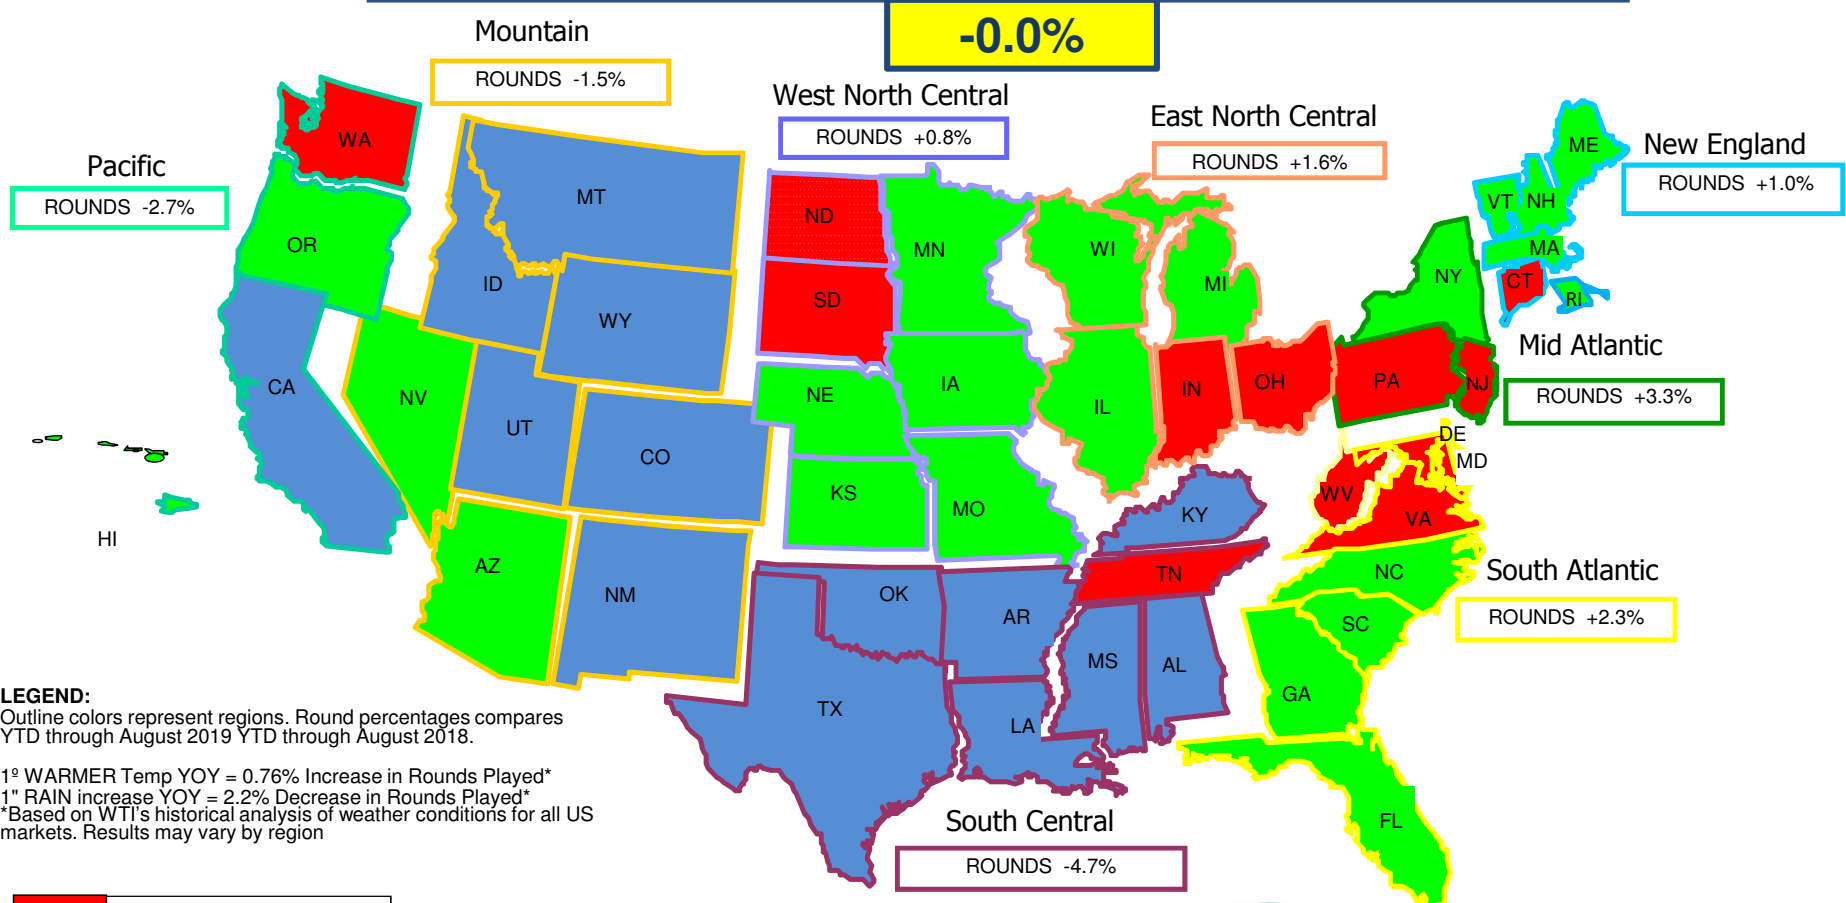 -0.0%
Mountain
ROUNDS -1.5%
West North Central
ROUNDS +0.8%
East North Central
ROUNDS +1.6%
New England
ROUNDS +1.0%
Pacific
ROUNDS -2.7%
WA
OR
MT
ID
WY
ND
SD
MN
WI
MI
ME
VT
NH
MA
NY
CT
RI
Mid Atlantic
ROUNDS +3.3%
CA
NV
UT
CO
NE
IA
IL
IN
OH
PA
NJ
DE
MD
KS
MO
WV
VA
KY
HI
AZ
NM
OK
AR
TN
NC
South Atlantic
ROUNDS +2.3%
SC
MS
AL
GA
TX
LA
FL
South Central
ROUNDS -4.7%
LEGEND:
Outline colors represent regions. Round percentages compares
YTD through August 2019 YTD through August 2018.
1º WARMER Temp YOY = 0.76% Increase in Rounds Played*
1" RAIN increase YOY = 2.2% Decrease in Rounds Played*
*Based on WTI's historical analysis of weather conditions for all US
markets. Results may vary by region